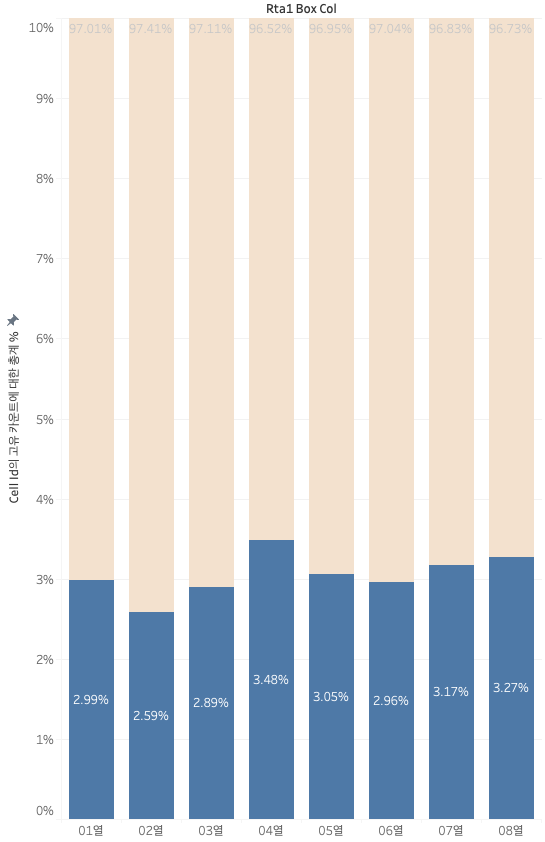 Rta1 Box Col
Cell Id의 고유 카운트에 대한 총계 %
10%
9%
8%
7%
6%
5%
4%
3%
2%
1%
0%
97.01% 97.41% 97.11% 96.52% 96.95% 97.04% 96.83% 96.73%
2.99% 2.59% 2.89% 3.48% 3.05% 2.96% 3.17% 3.27%
01열 02열 03열 04열 05열 06열 07열 08열